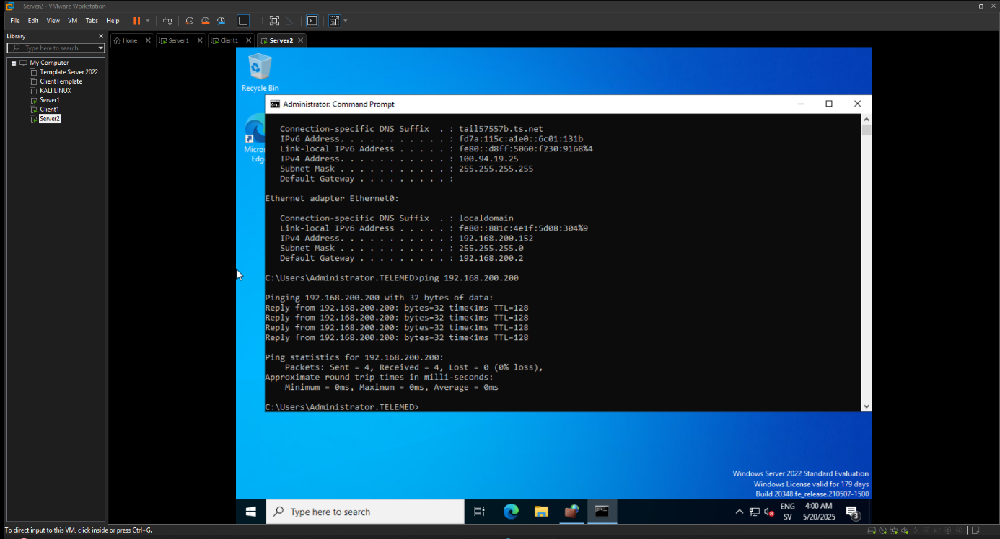 Server2 - VMware Workstation
File Edit View VM Tabs Help
Library
Type here to search
Home Server1 Client1 Server2
My Computer
Template Server 2022
ClientTemplate
KALI LINUX
Server1
Client1
Server2
Recycle Bin
Micros
Edg
Administrator: Command Prompt
Connection-specific DNS Suffix . : tail57557b.ts.net
IPv6 Address. . . . . . . . . . . : fd7a:115c:a1e0::6c01:131b
Link-local IPv6 Address . . . . . : fe80::d8ff:5060:f230:9168%4
IPv4 Address. . . . . . . . . . . : 100.94.19.25
Subnet Mask . . . . . . . . . . . : 255.255.255.255
Default Gateway . . . . . . . . . :
Ethernet adapter Ethernet0:
Connection-specific DNS Suffix . : localdomain
Link-local IPv6 Address . . . . . : fe80::881c:4e1f:5d08:304%9
IPv4 Address. . . . . . . . . . . : 192.168.200.152
Subnet Mask . . . . . . . . . . . : 255.255.255.0
Default Gateway . . . . . . . . . : 192.168.200.2
C:\Users\Administrator.TELEMED>ping 192.168.200.200
Pinging 192.168.200.200 with 32 bytes of data:
Reply from 192.168.200.200: bytes=32 time<1ms TTL=128
Reply from 192.168.200.200: bytes=32 time<1ms TTL=128
Reply from 192.168.200.200: bytes=32 time<1ms TTL=128
Reply from 192.168.200.200: bytes=32 time<1ms TTL=128
Ping statistics for 192.168.200.200:
Packets: Sent = 4, Received = 4, Lost = 0 (0% loss),
Approximate round trip times in milli-seconds:
Minimum = 0ms, Maximum = 0ms, Average = 0ms
C:\Users\Administrator.TELEMED>
Windows Server 2022 Standard Evaluation
Windows License valid for 179 days
Build 20348.fe_release.210507-1500
Type here to search
ENG
SV
4:00 AM
5/20/2025
3
To direct input to this VM, click inside or press Ctrl+G.